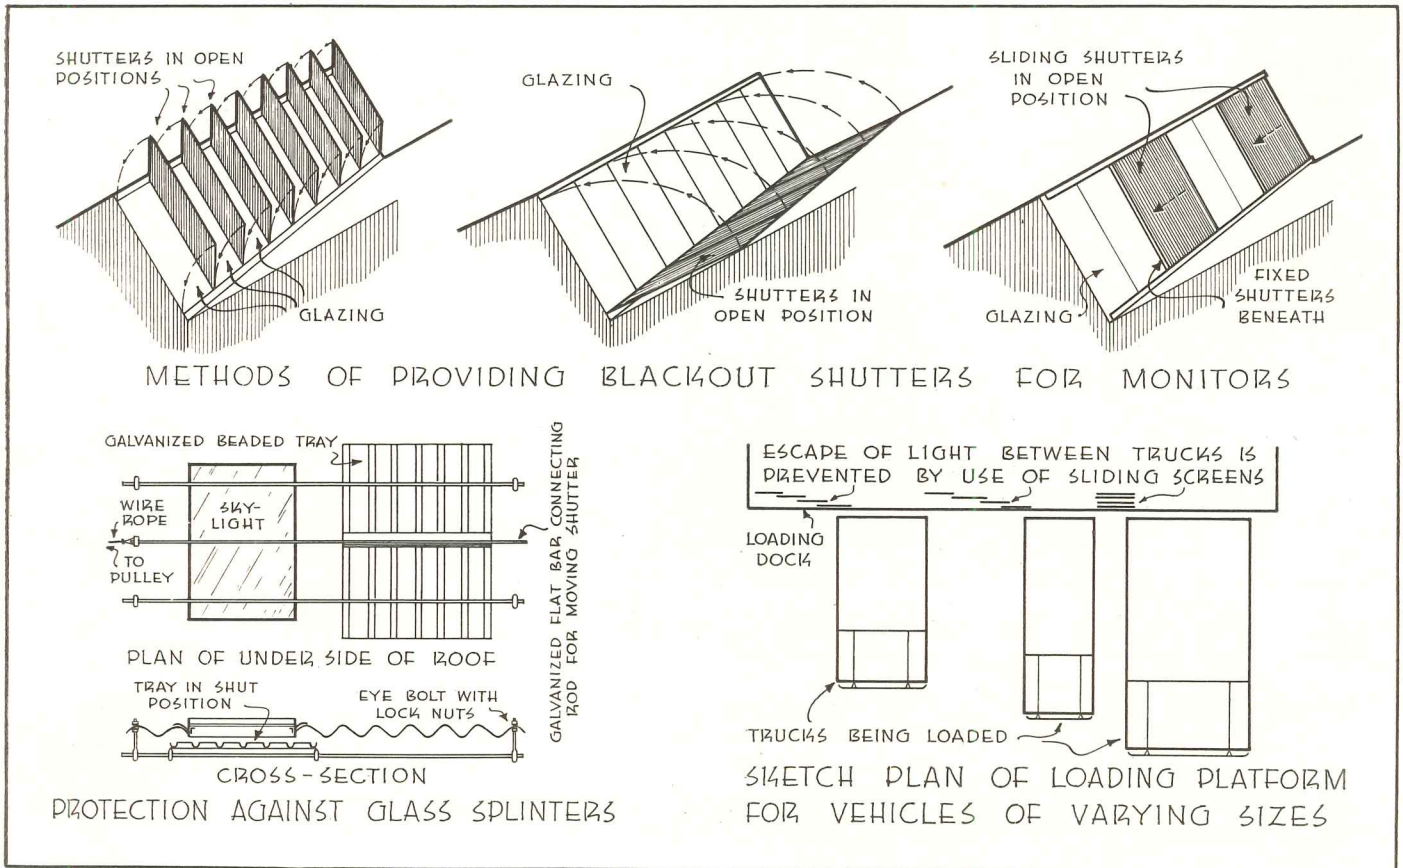 SHUTTERS IN OPEN
POSITIONS
GLAZING
GLAZING
SHUTTERS IN
OPEN POSITION
SLIDING SHUTTERS
IN OPEN
POSITION
GLAZING
FIXED
SHUTTERS
BENEATH
METHODS OF PROVIDING BLACKOUT SHUTTERS FOR MONITORS
GALVANIZED BEADED TRAY
WIRE
ROPE
SKY-
LIGHT
TO
PULLEY
GALVANIZED FLAT BAR CONNECTING
ROD FOR MOVING SHUTTER
PLAN OF UNDER SIDE OF ROOF
TRAY IN SHUT
POSITION
EYE BOLT WITH
LOCK NUTS
CROSS-SECTION
PROTECTION AGAINST GLASS SPLINTERS
ESCAPE OF LIGHT BETWEEN TRUCKS IS
PREVENTED BY USE OF SLIDING SCREENS
LOADING
DOCK
TRUCKS BEING LOADED
SKETCH PLAN OF LOADING PLATFORM
FOR VEHICLES OF VARYING SIZES